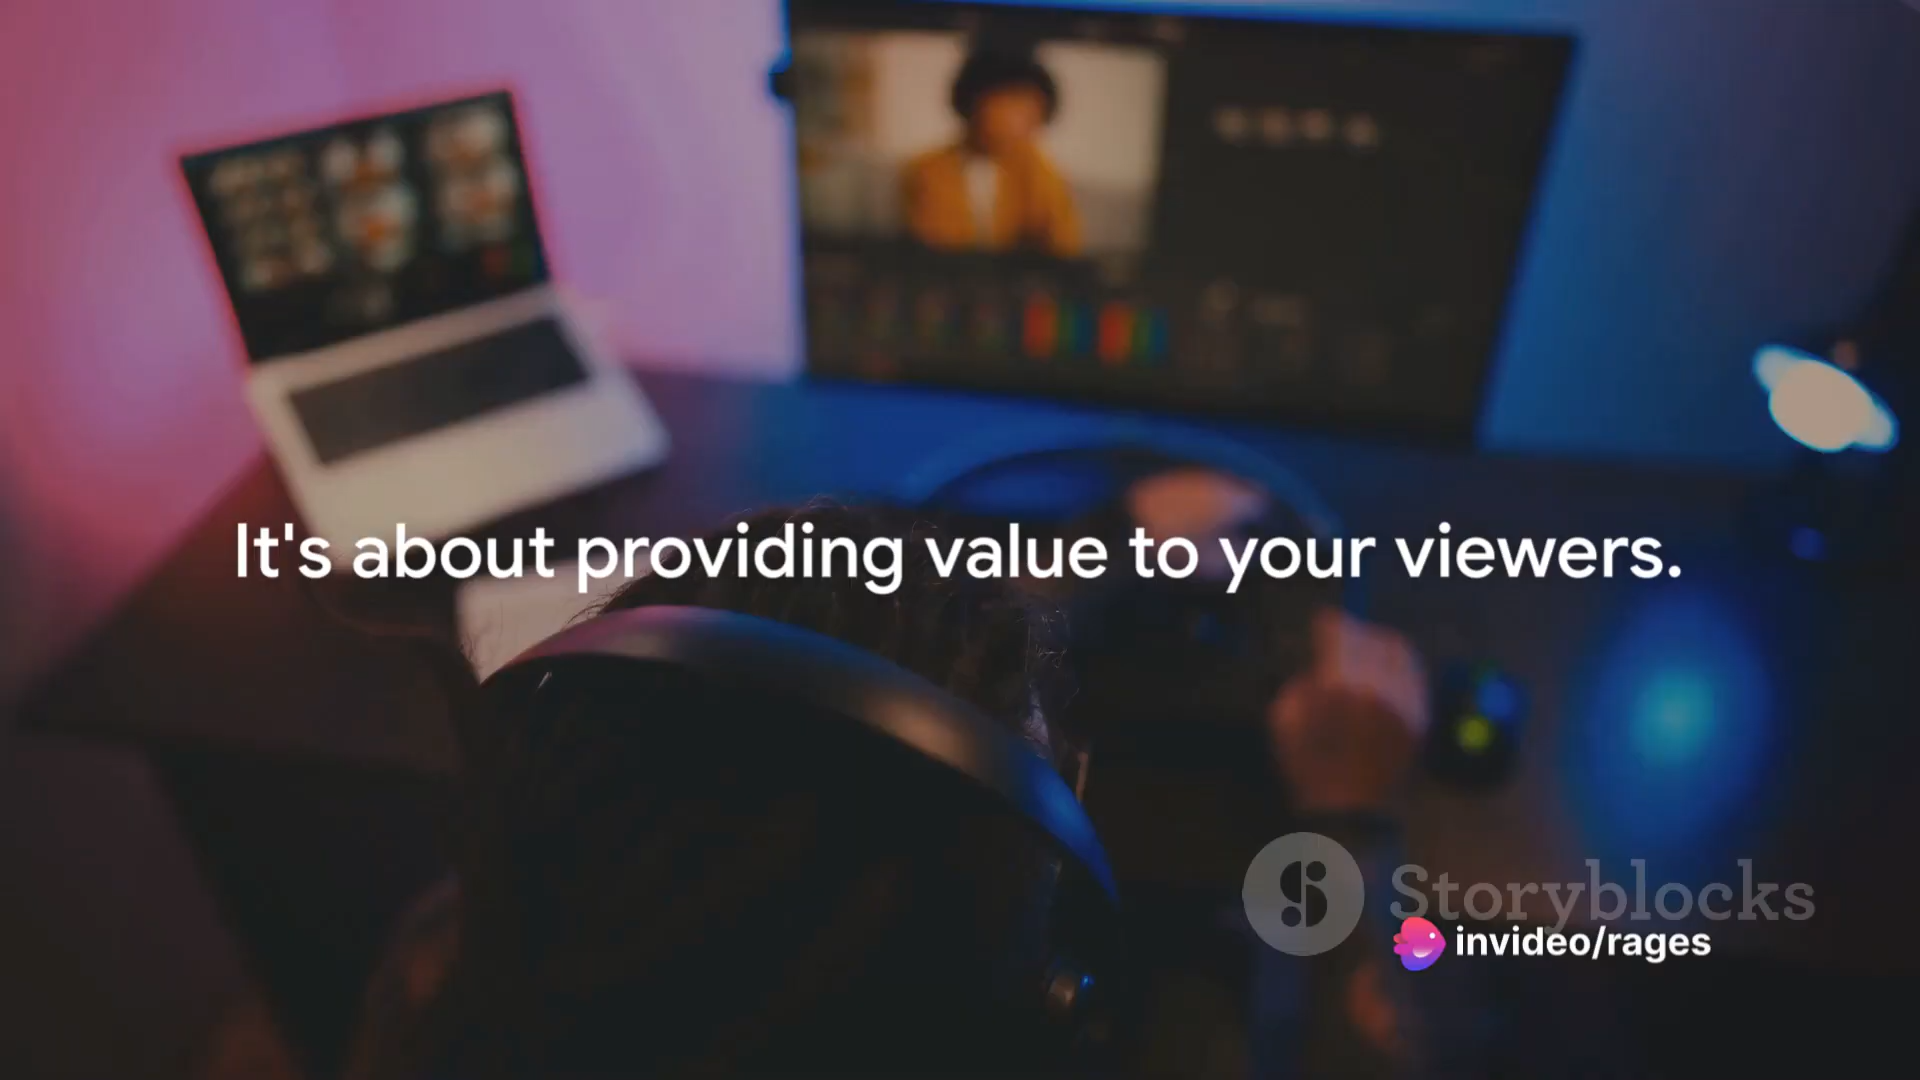 It's about providing value to your viewers.
Storyblocks
invideo/rages